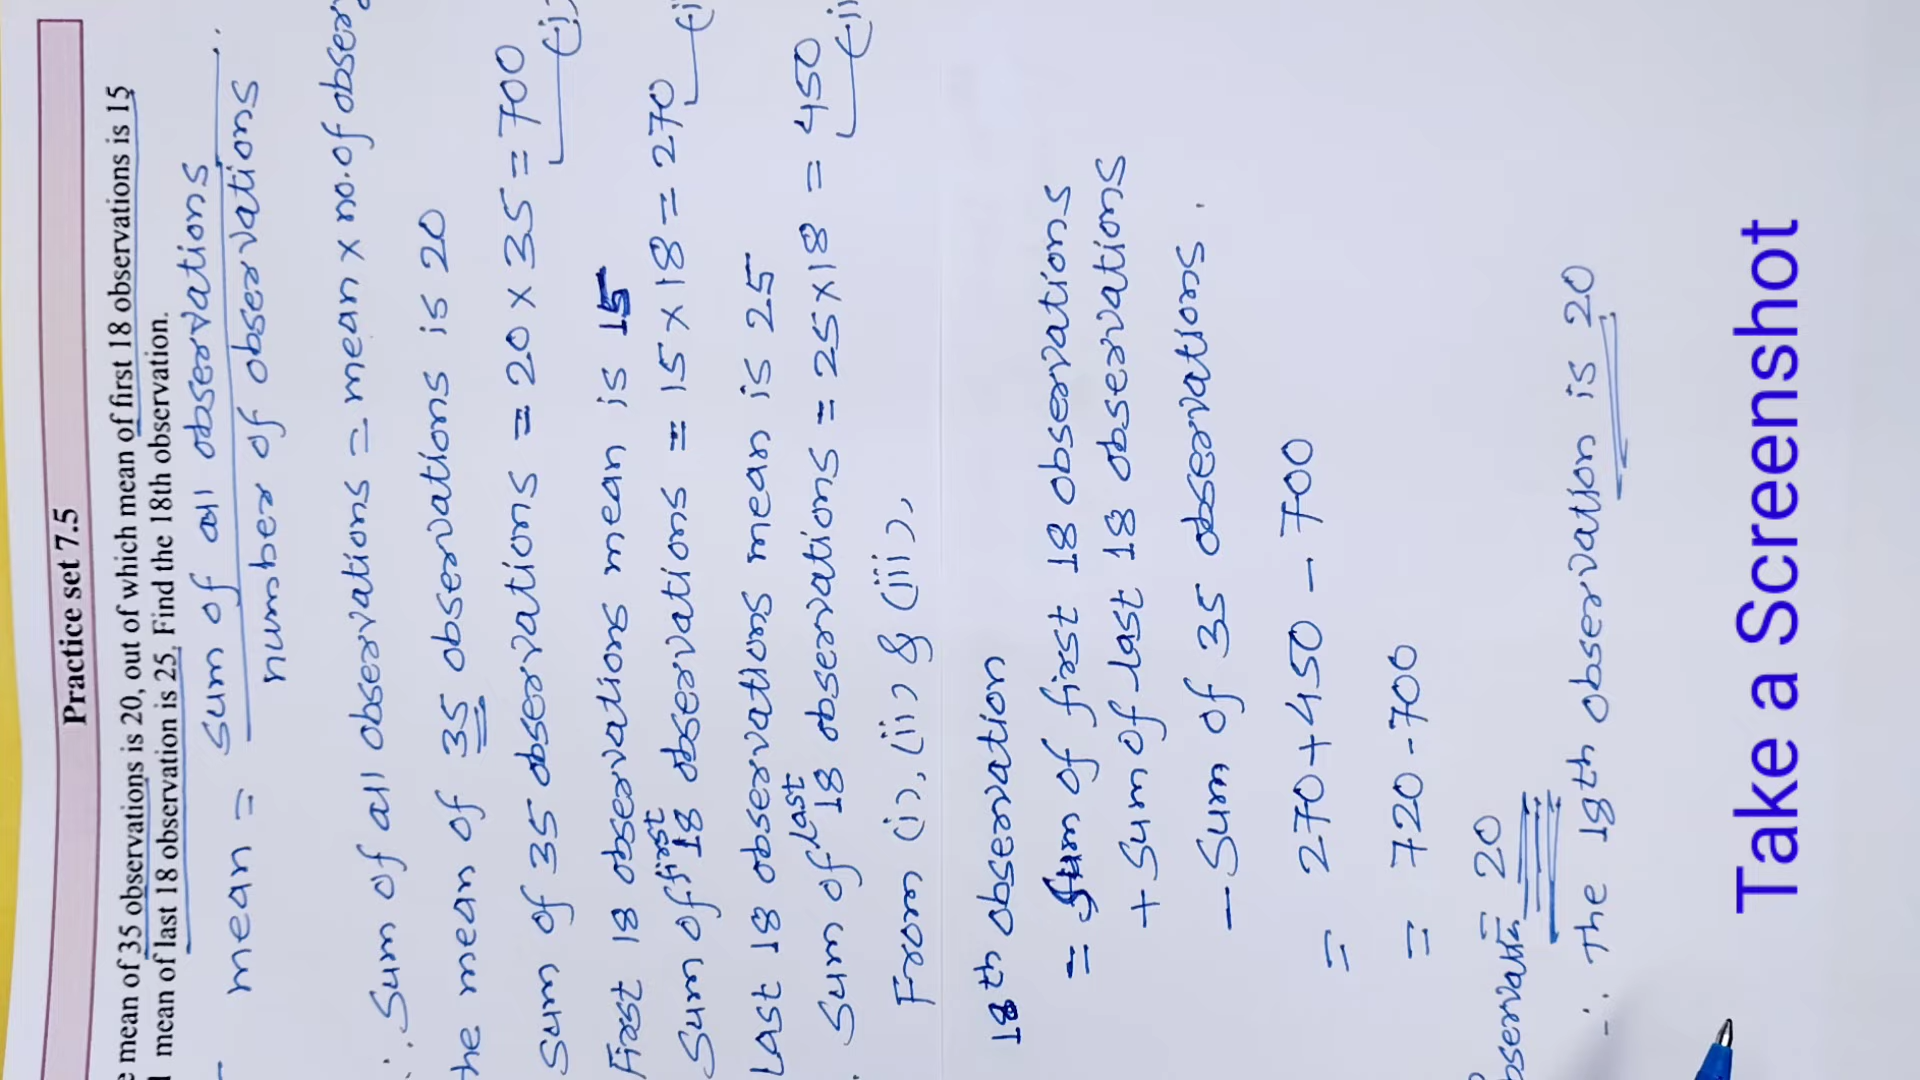 Practice set 7.5
mean of 35 observations is 20, out of which mean of first 18 observations is 15
mean of last 18 observation is 25. Find the 18th observation.
mean = sum of all observations
number of observations
∴ Sum of all observations = mean x no. of
the mean of 35 observations is 20
Sum of 35 observations = 20 x 35 = 700
(i)
First 18 observations mean is 15
Sum of first 18 observations = 15 x 18 = 270
Last 18 observations mean is 25
Sum of last 18 observations = 25 x 18 = 450
From (i), (ii) & (iii),
18th observation
= Sum of first 18 observations
+ Sum of last 18 observations
- Sum of 35 observations.
= 270 + 450 - 700
= 720 - 700
= 20
∴ The 18th observation is 20
Take a Screenshot